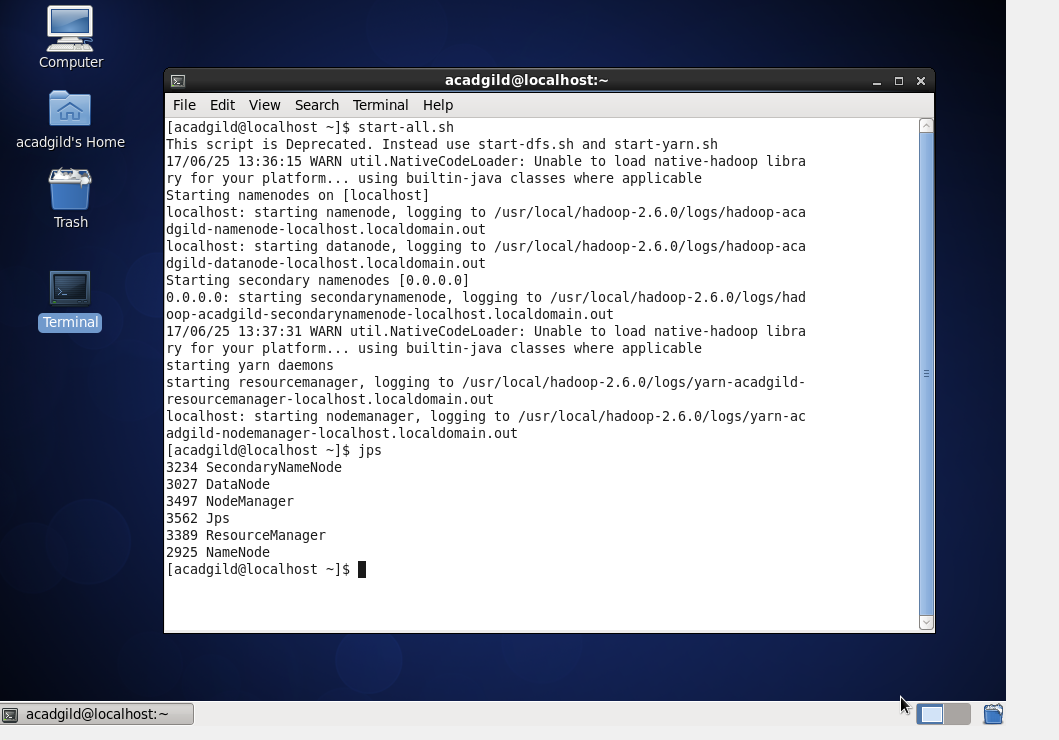 Computer
acadgild's Home
Trash
Terminal
acadgild@localhost:~
File Edit View Search Terminal Help
[acadgild@localhost ~]$ start-all.sh
This script is Deprecated. Instead use start-dfs.sh and start-yarn.sh
17/06/25 13:36:15 WARN util.NativeCodeLoader: Unable to load native-hadoop libra
ry for your platform... using builtin-java classes where applicable
Starting namenodes on [localhost]
localhost: starting namenode, logging to /usr/local/hadoop-2.6.0/logs/hadoop-aca
dgild-namenode-localhost.localdomain.out
localhost: starting datanode, logging to /usr/local/hadoop-2.6.0/logs/hadoop-aca
dgild-datanode-localhost.localdomain.out
Starting secondary namenodes [0.0.0.0]
0.0.0.0: starting secondarynamenode, logging to /usr/local/hadoop-2.6.0/logs/had
oop-acadgild-secondarynamenode-localhost.localdomain.out
17/06/25 13:37:31 WARN util.NativeCodeLoader: Unable to load native-hadoop libra
ry for your platform... using builtin-java classes where applicable
starting yarn daemons
starting resourcemanager, logging to /usr/local/hadoop-2.6.0/logs/yarn-acadgild-
resourcemanager-localhost.localdomain.out
localhost: starting nodemanager, logging to /usr/local/hadoop-2.6.0/logs/yarn-ac
adgild-nodemanager-localhost.localdomain.out
[acadgild@localhost ~]$ jps
3234 SecondaryNameNode
3027 DataNode
3497 NodeManager
3562 Jps
3389 ResourceManager
2925 NameNode
[acadgild@localhost ~]$
acadgild@localhost:~